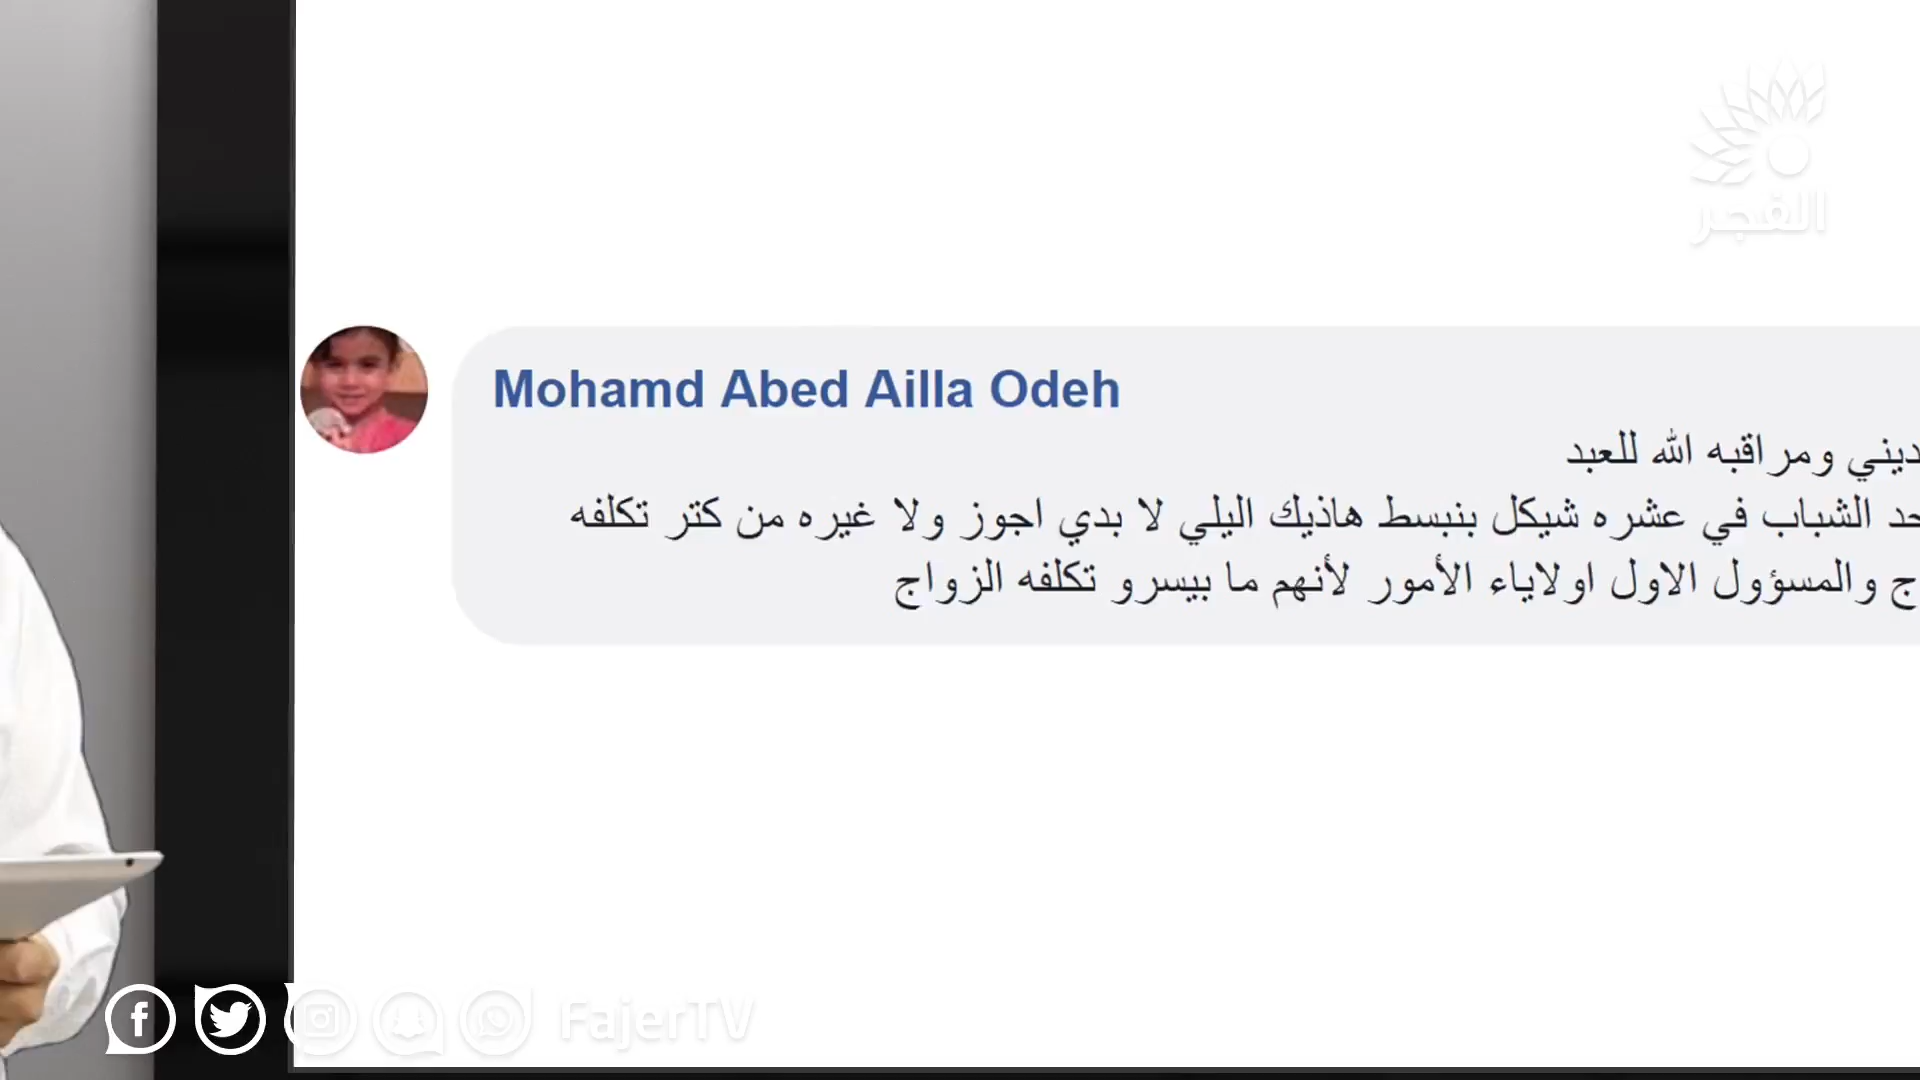 الفجر
Mohamd Abed Ailla Odeh
ديني ومراقبه الله للعبد
حد الشباب في عشره شيكل بنبسط هاذيك اليلي لا بدي اجوز ولا غيره من كتر تكلفه
ج والمسؤول الاول اولاياء الأمور لأنهم ما بيسرو تكلفه الزواج
FajerTV